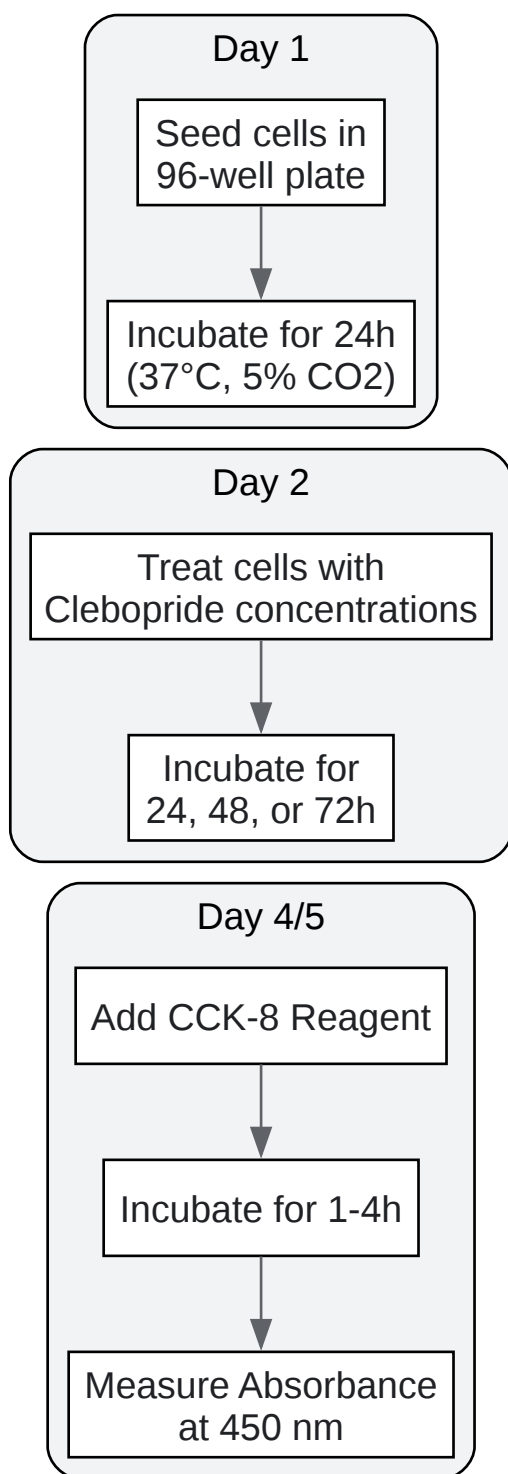 Day 1
Seed cells in
96-well plate
Incubate for 24h
(37°C, 5% CO2)
Day 2
Treat cells with
Clebopride concentrations
Incubate for
24, 48, or 72h
Day 4/5
Add CCK-8 Reagent
Incubate for 1-4h
Measure Absorbance
at 450 nm